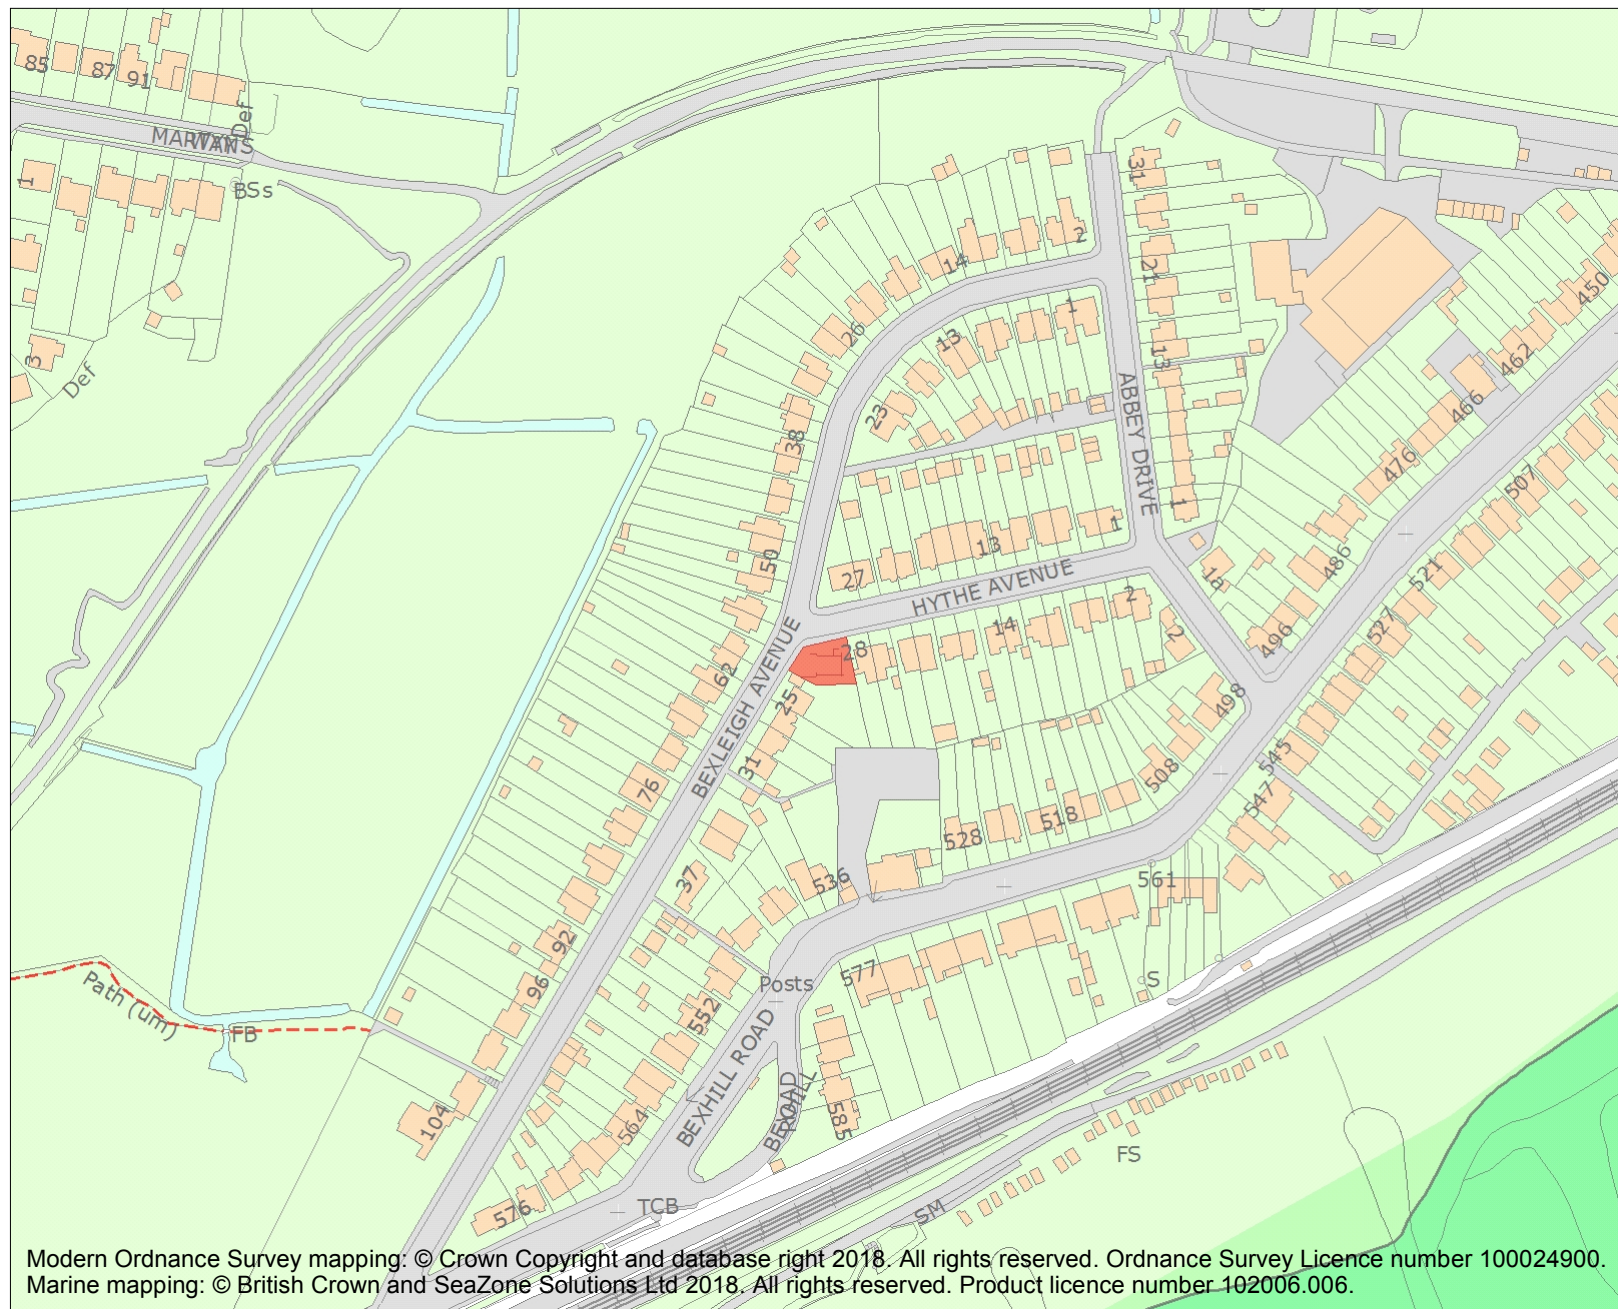 85
87
91
MARTYNS
WAY
Def
1
BSs
3
Def
31
2
14
21
26
1
13
13
23
38
ABBEY DRIVE
450
462
466
476
507
1
50
1
13
27
HYTHE AVENUE
1a
486
521
2
14
28
2
496
527
62
25
BEXLEIGH AVENUE
498
31
76
545
508
547
518
528
37
536
561
92
96
577
S
Posts
Path (um)
FB
552
BEXHILL ROAD
BEXHILL
ROAD
585
104
564
FS
576
TCB
SM
Modern Ordnance Survey mapping: © Crown Copyright and database right 2018. All rights reserved. Ordnance Survey Licence number 100024900.
Marine mapping: © British Crown and SeaZone Solutions Ltd 2018. All rights reserved. Product licence number 102006.006.